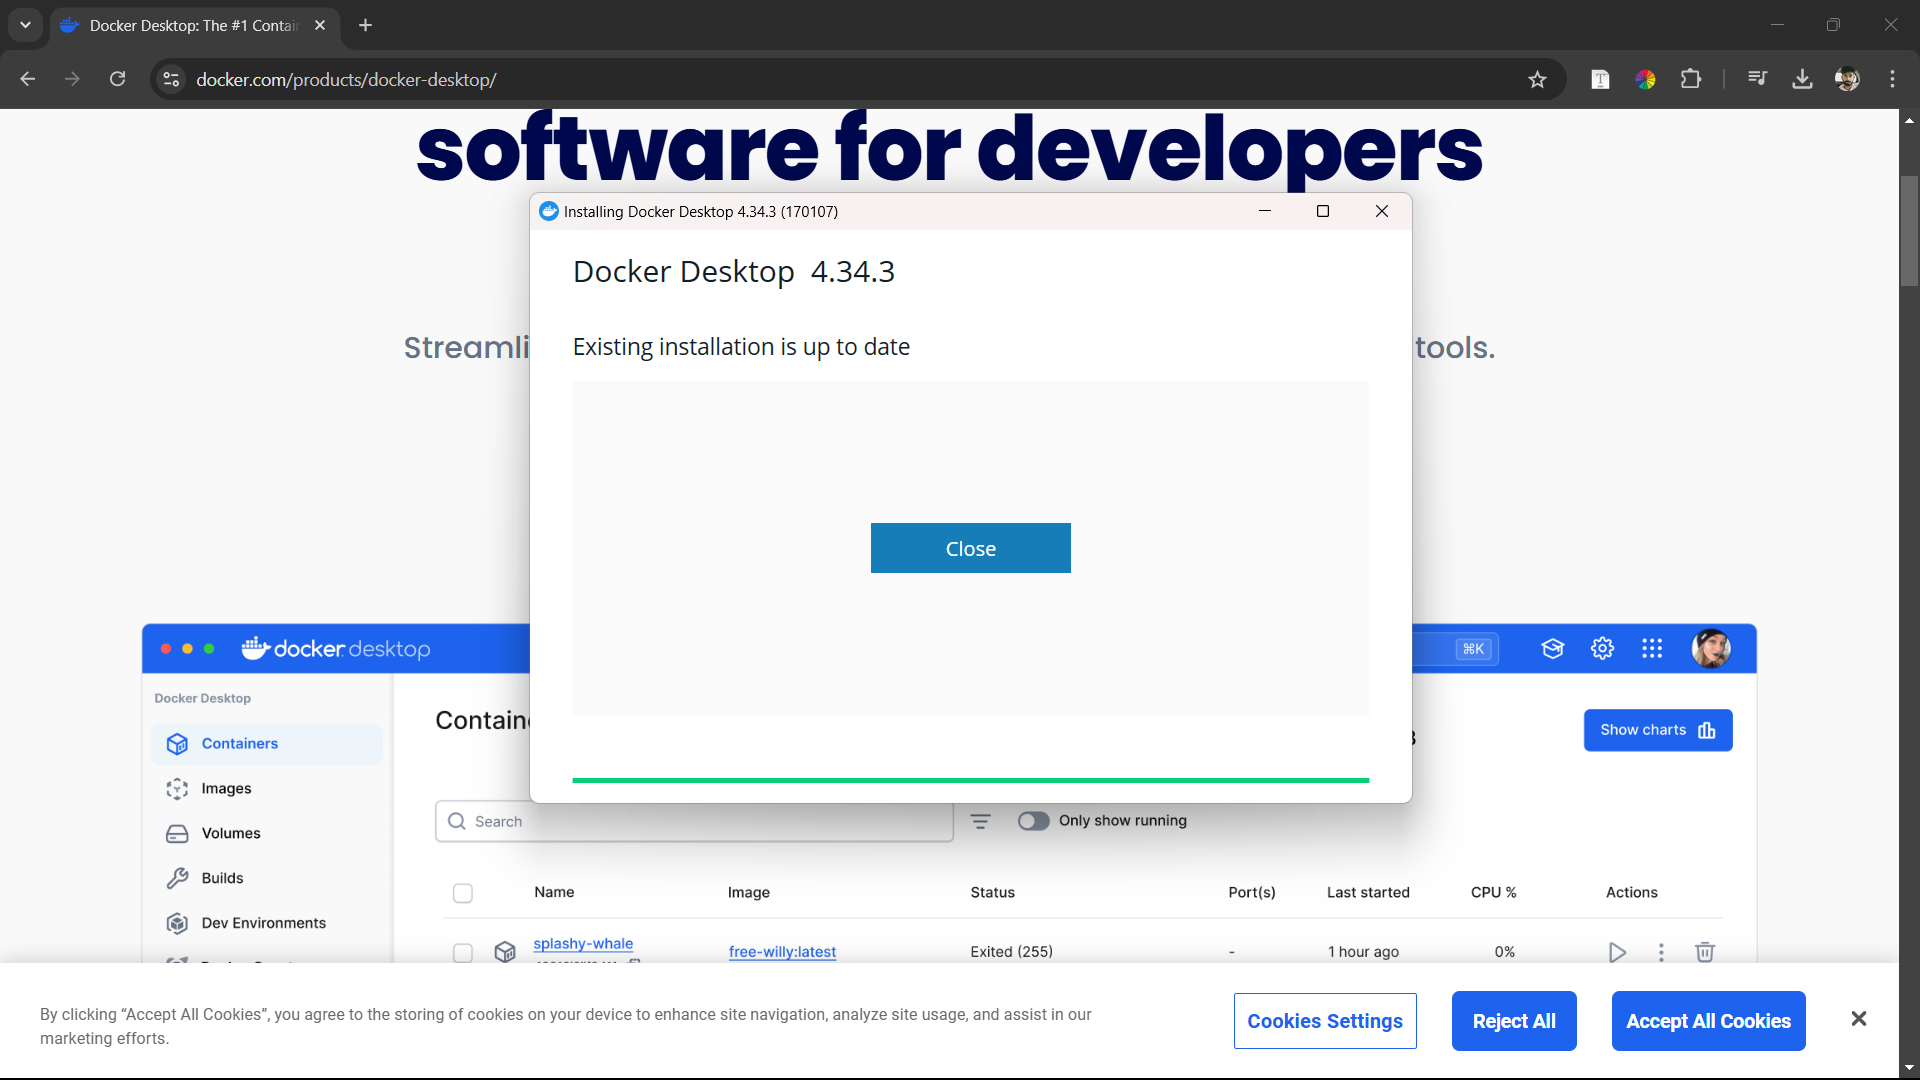 Docker Desktop: The #1 Contai
docker.com/products/docker-desktop/
software for developers
Installing Docker Desktop 4.34.3 (170107)
Docker Desktop 4.34.3
Streamli
Existing installation is up to date
tools.
Close
docker desktop
⌘K
Docker Desktop
Containers
Images
Volumes
Builds
Dev Environments
Contain
Show charts
Search
Only show running
Name Image Status Port(s) Last started CPU % Actions
splashy-whale free-willy:latest Exited (255) - 1 hour ago 0%
By clicking “Accept All Cookies”, you agree to the storing of cookies on your device to enhance site navigation, analyze site usage, and assist in our
marketing efforts.
Cookies Settings
Reject All
Accept All Cookies